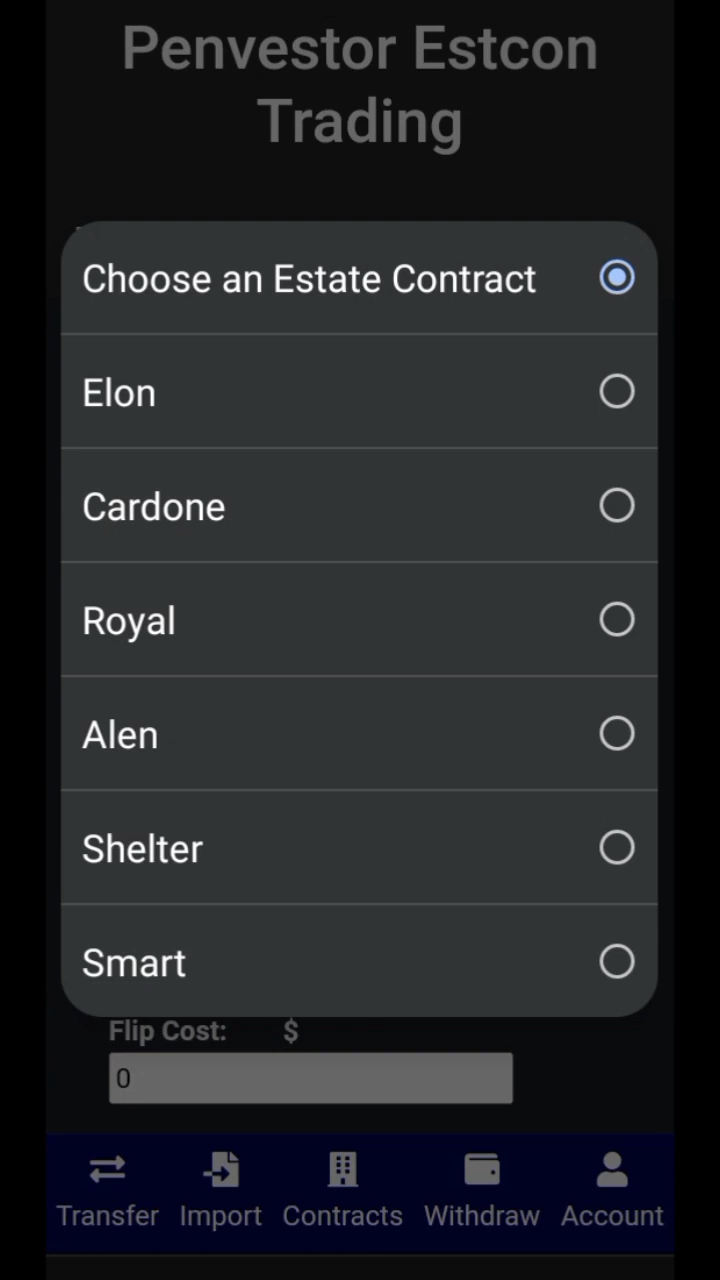 Penvestor Estcon
Trading
Choose an Estate Contract
Elon
Cardone
Royal
Alen
Shelter
Smart
Flip Cost: $
0
Transfer Import Contracts Withdraw Account